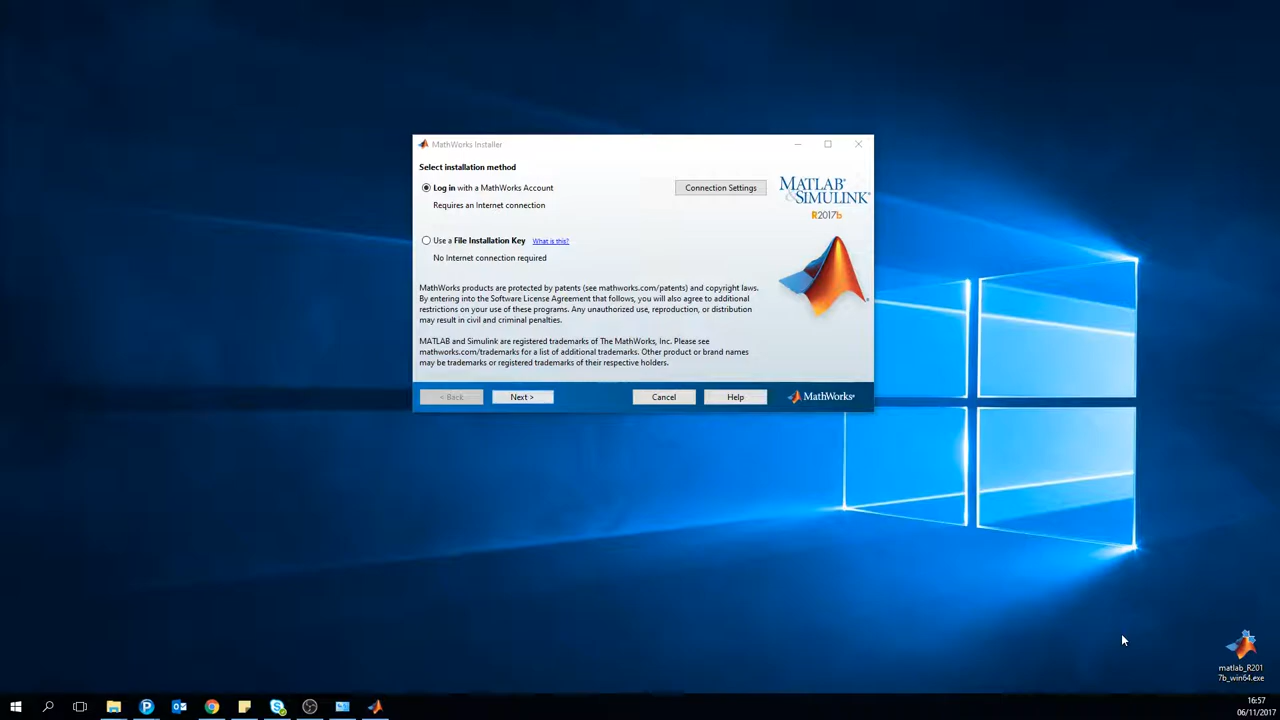 MathWorks Installer
Select installation method
Log in with a MathWorks Account
Connection Settings
Requires an Internet connection
MATLAB®
&SIMULINK®
R2017b
Use a File Installation Key What is this?
No Internet connection required
MathWorks products are protected by patents (see mathworks.com/patents) and copyright laws.
By entering into the Software License Agreement that follows, you will also agree to additional
restrictions on your use of these programs. Any unauthorized use, reproduction, or distribution
may result in civil and criminal penalties.
MATLAB and Simulink are registered trademarks of The MathWorks, Inc. Please see
mathworks.com/trademarks for a list of additional trademarks. Other product or brand names
may be trademarks or registered trademarks of their respective holders.
< Back
Next >
Cancel
Help
MathWorks®
matlab_R201
7b_win64.exe
16:57
06/11/2017